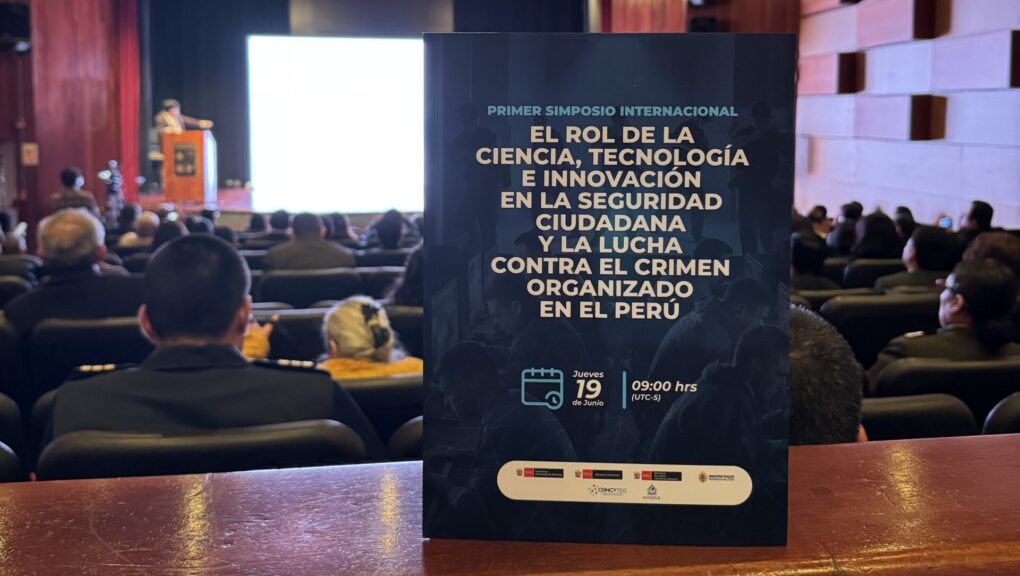 PRIMER SIMPOSIO INTERNACIONAL
EL ROL DE LA
CIENCIA, TECNOLOGÍA
E INNOVACIÓN
EN LA SEGURIDAD
CIUDADANA
Y LA LUCHA
CONTRA EL CRIMEN
ORGANIZADO
EN EL PERÚ
Jueves
19
de Junio
09:00 hrs
(UTC-5)
CONCYTEC